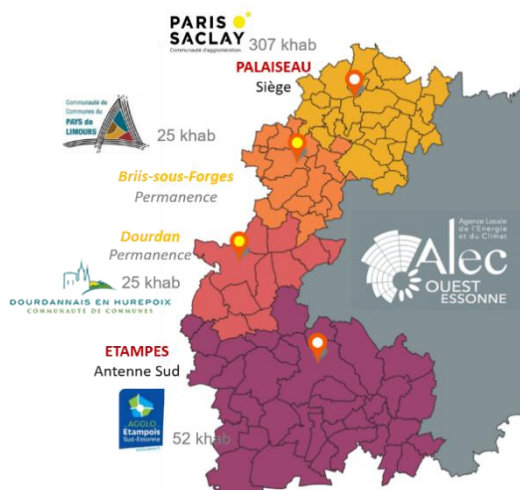 PARIS
SACLAY
Communauté d'agglomération
307 khab
PALAISEAU
Siège
Communauté de
Communes du
PAYS de
LIMOURS
25 khab
Briis-sous-Forges
Permanence
Dourdan
Permanence
25 khab
DOURDANNAIS EN HUREPOIX
COMMUNAUTÉ DE COMMUNES
Agence Locale
de l'Énergie
et du Climat
Alec
OUEST
ESSONNE
ETAMPES
Antenne Sud
AGGLO
Etampois
Sud-Essonne
52 khab